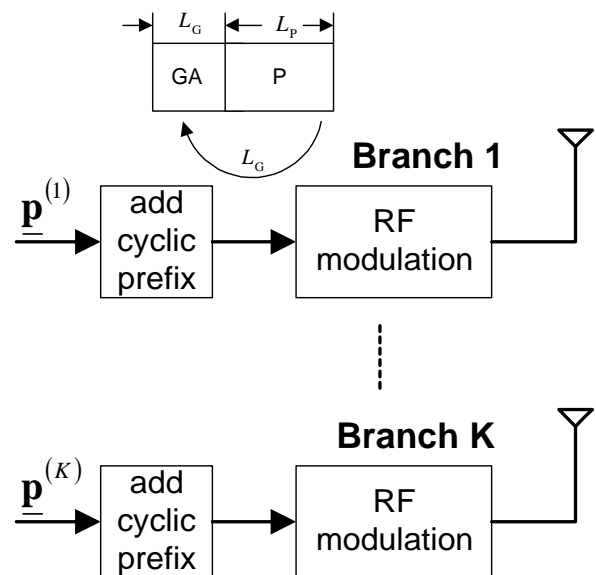 L_G L_P
GA P
L_G
Branch 1
p^(1)
add
cyclic
prefix
RF
modulation
Branch K
p^(K)
add
cyclic
prefix
RF
modulation